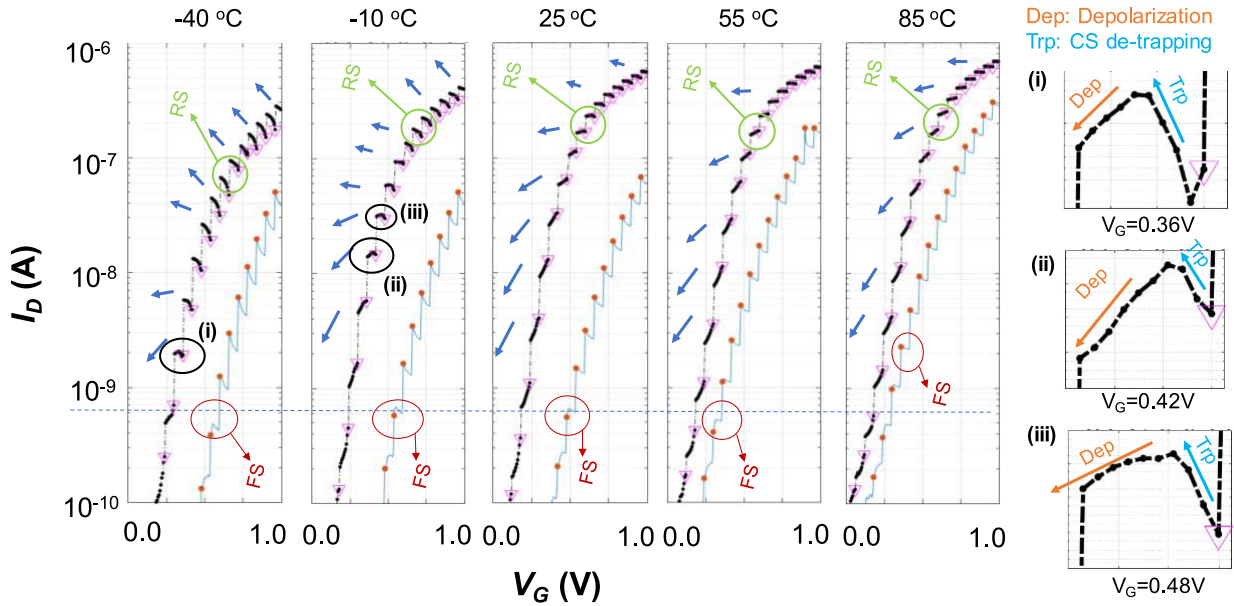 -40 °C
-10 °C
25 °C
55 °C
85 °C
Dep: Depolarization
Trp: CS de-trapping
10⁻⁶
10⁻⁷
10⁻⁸
10⁻⁹
10⁻¹⁰
I_D (A)
RS
(i)
FS
RS
(iii)
(ii)
FS
RS
FS
RS
FS
RS
FS
0.0
1.0
0.0
1.0
0.0
1.0
0.0
1.0
0.0
1.0
V_G (V)
(i)
Dep
Trp
V_G=0.36V
(ii)
Dep
Trp
V_G=0.42V
(iii)
Dep
Trp
V_G=0.48V